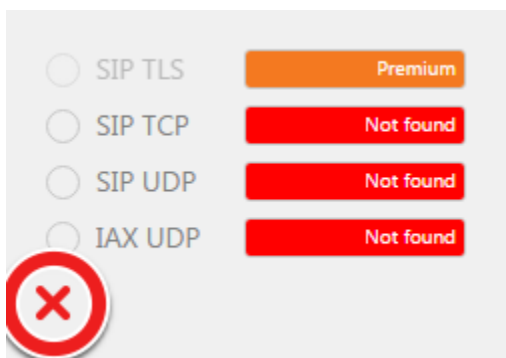 SIP TLS Premium
SIP TCP Not found
SIP UDP Not found
IAX UDP Not found